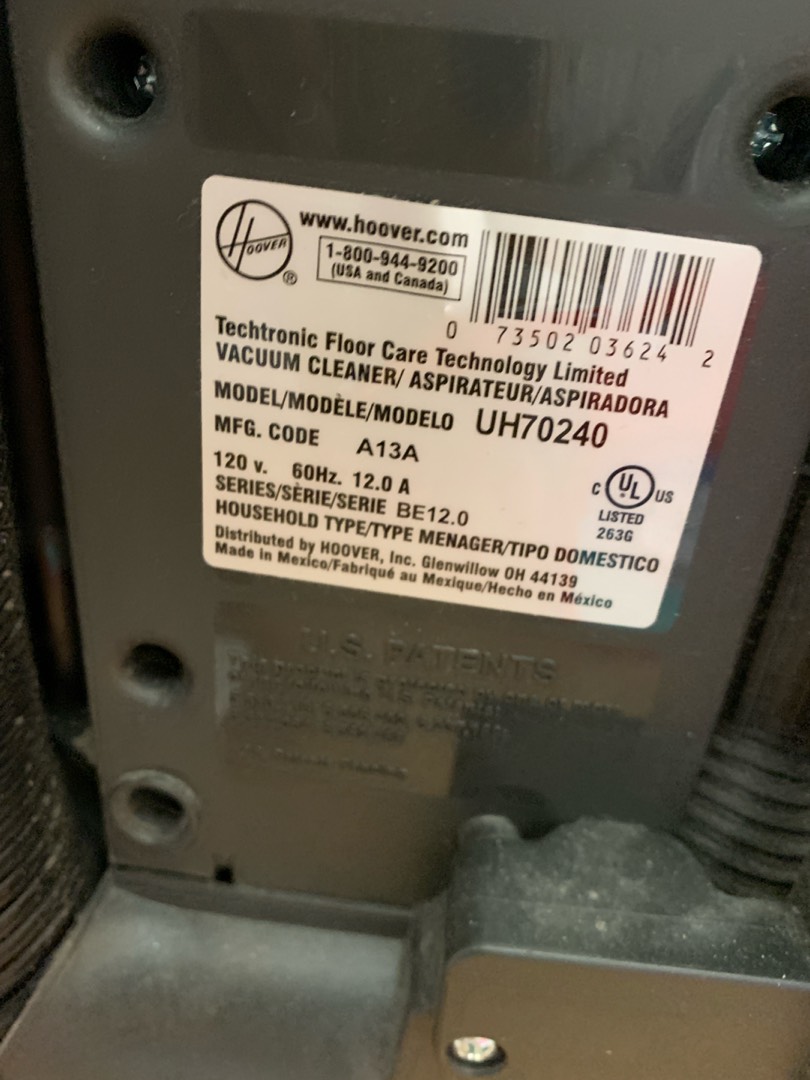 HOOVER
®
www.hoover.com
1-800-944-9200
(USA and Canada)
0 73502 03624 2
Techtronic Floor Care Technology Limited
VACUUM CLEANER/ ASPIRATEUR/ASPIRADORA
MODEL/MODÈLE/MODELO UH70240
MFG. CODE A13A
120 v. 60Hz. 12.0 A
SERIES/SÈRIE/SERIE BE12.0
C UL US
LISTED
263G
HOUSEHOLD TYPE/TYPE MENAGER/TIPO DOMESTICO
Distributed by HOOVER, Inc. Glenwillow OH 44139
Made in Mexico/Fabriqué au Mexique/Hecho en México
U.S. PATENTS